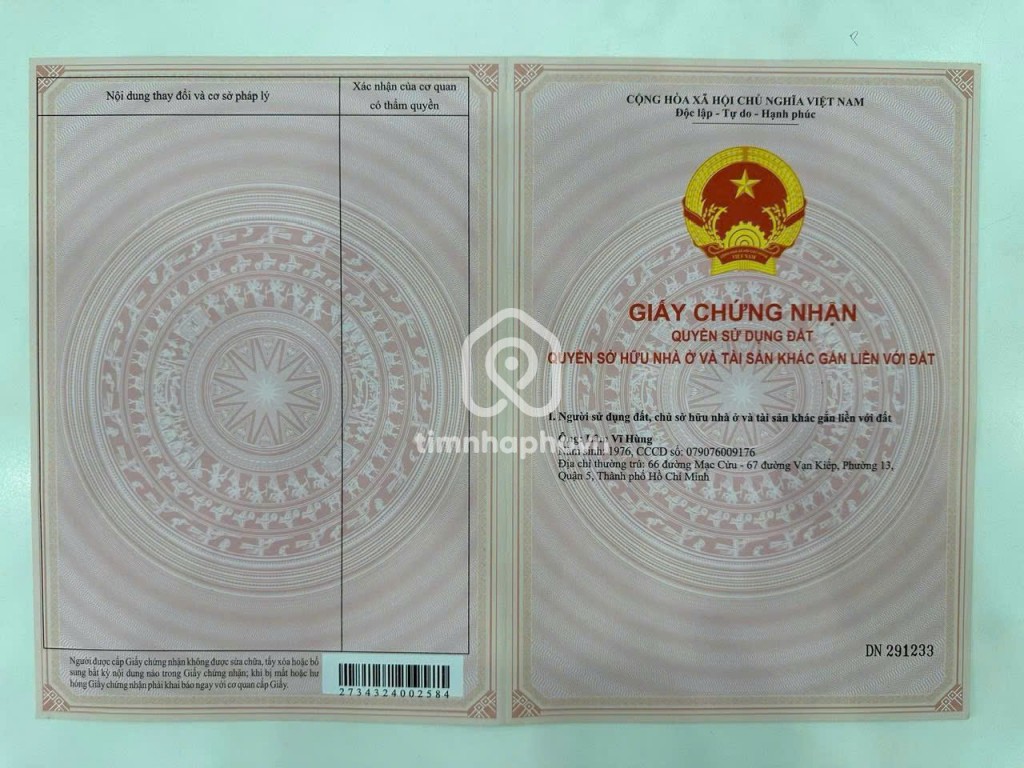 Nội dung thay đổi và cơ sở pháp lý
Xác nhận của cơ quan
có thẩm quyền
Người được cấp Giấy chứng nhận không được sửa chữa, tẩy xóa hoặc bổ
sung bất kỳ nội dung nào trong Giấy chứng nhận; khi bị mất hoặc hư
hỏng Giấy chứng nhận phải khai báo ngay với cơ quan cấp Giấy.
2734324002584
CỘNG HÒA XÃ HỘI CHỦ NGHĨA VIỆT NAM
Độc lập - Tự do - Hạnh phúc
VIỆT NAM
GIẤY CHỨNG NHẬN
QUYỀN SỬ DỤNG ĐẤT
QUYỀN SỞ HỮU NHÀ Ở VÀ TÀI SẢN KHÁC GẮN LIỀN VỚI ĐẤT
I. Người sử dụng đất, chủ sở hữu nhà ở và tài sản khác gắn liền với đất
Ông: Vĩ Hùng
Năm sinh: 1976, CCCD số: 079076009176
Địa chỉ thường trú: 66 đường Mạc Cửu - 67 đường Vạn Kiếp, Phường 13,
Quận 5, Thành phố Hồ Chí Minh
DN 291233